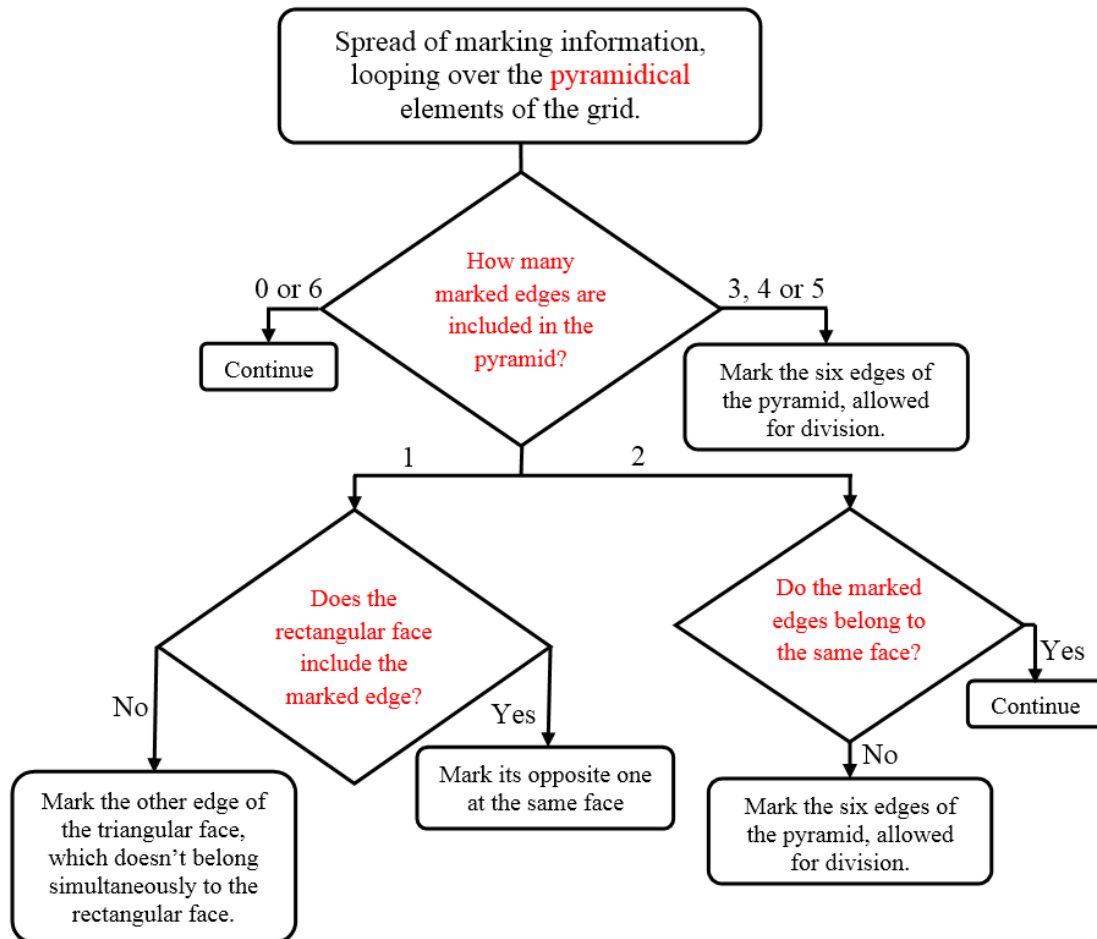 Spread of marking information,
looping over the pyramidical
elements of the grid.
How many
marked edges are
included in the
pyramid?
0 or 6
3, 4 or 5
Continue
Mark the six edges of
the pyramid, allowed
for division.
1
2
Does the
rectangular face
include the
marked edge?
Do the marked
edges belong to
the same face?
No
Yes
Yes
Continue
No
Mark the other edge of
the triangular face,
which doesn’t belong
simultaneously to the
rectangular face.
Mark its opposite one
at the same face
Mark the six edges of
the pyramid, allowed
for division.